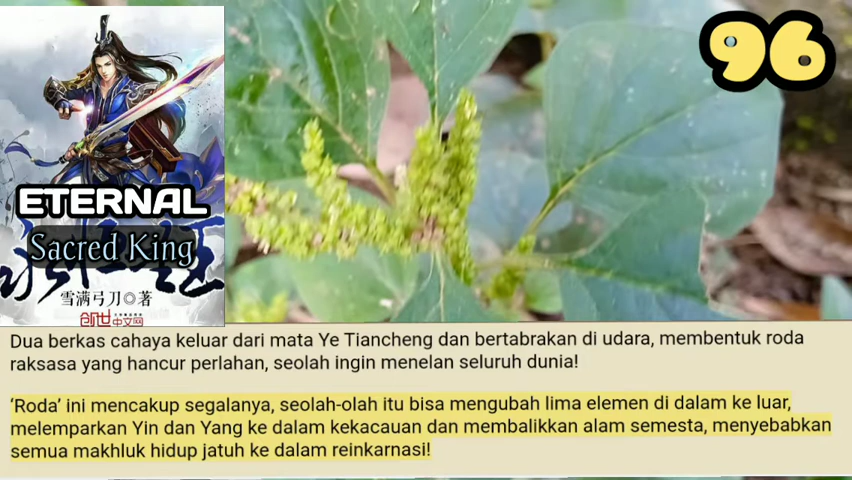 96
ETERNAL
Sacred King
雪满弓刀◎著
创世中文网
Dua berkas cahaya keluar dari mata Ye Tiancheng dan bertabrakan di udara, membentuk roda
raksasa yang hancur perlahan, seolah ingin menelan seluruh dunia!
‘Roda’ ini mencakup segalanya, seolah-olah itu bisa mengubah lima elemen di dalam ke luar,
melemparkan Yin dan Yang ke dalam kekacauan dan membalikkan alam semesta, menyebabkan
semua makhluk hidup jatuh ke dalam reinkarnasi!